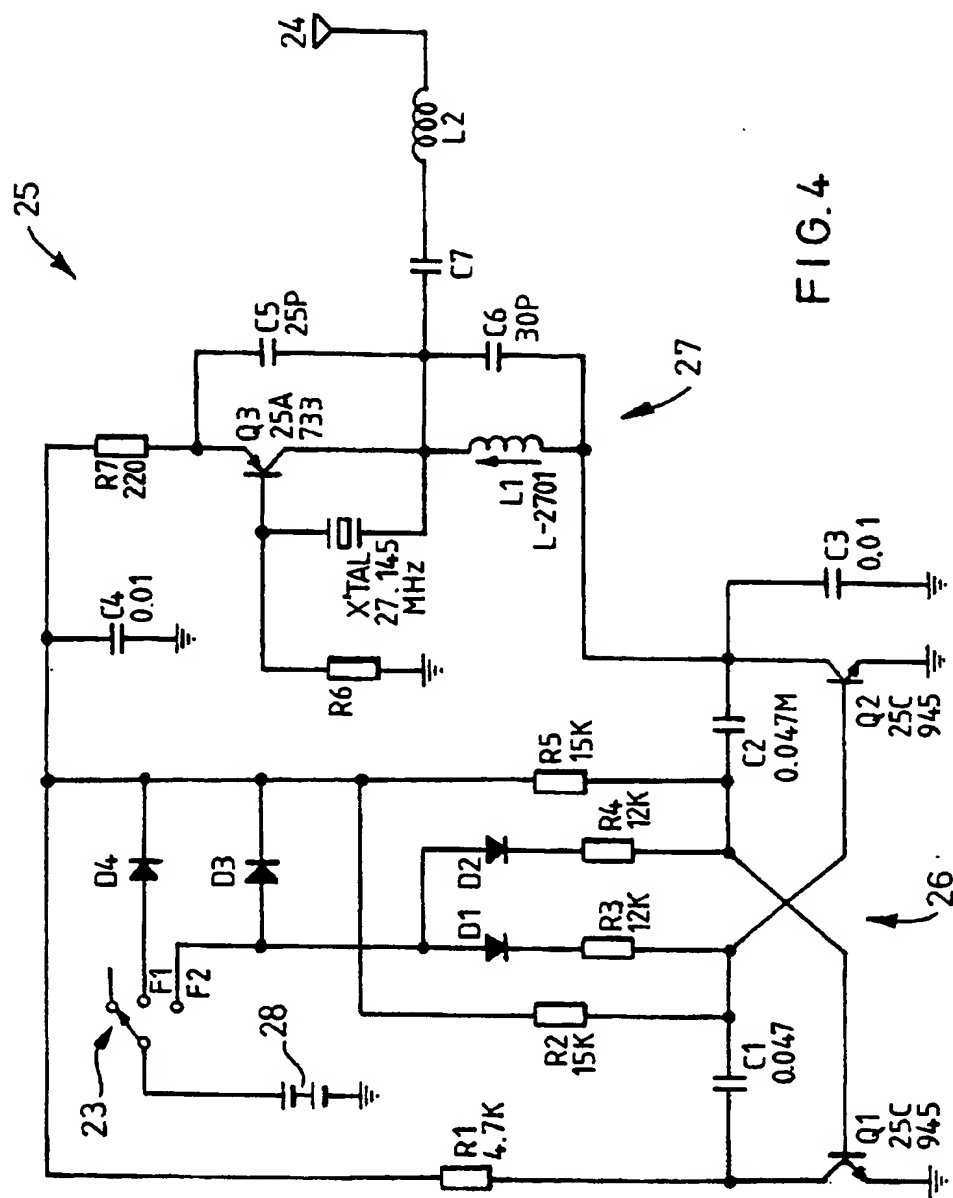 25
24
23
F1
F2
28
D4
D3
D1
D2
R1
4.7K
R2
15K
R3
12K
R4
12K
R5
15K
C1
0.047
C2
0.047M
Q1
25C
945
Q2
25C
945
26
C3
0.01
C4
0.01
R6
R7
220
X'TAL
27.145
MHz
Q3
25A
733
C5
25P
C6
30P
L1
L-2701
C7
L2
27
FIG.4